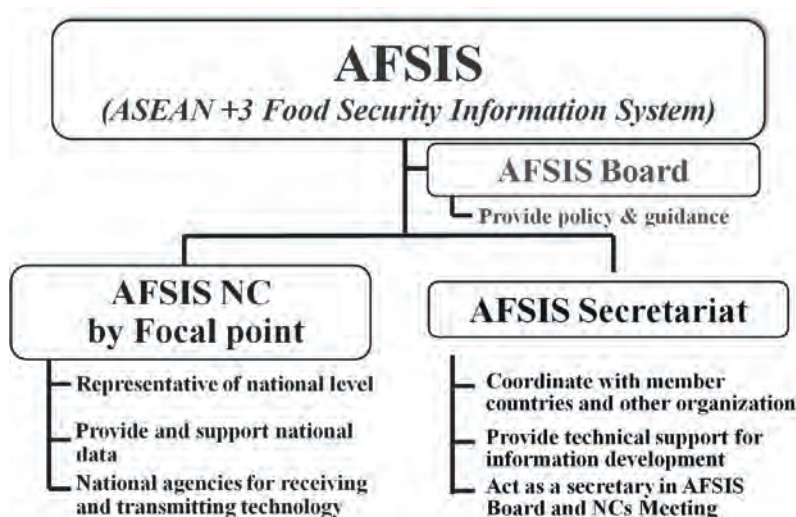 AFSIS
(ASEAN +3 Food Security Information System)
AFSIS Board
Provide policy & guidance
AFSIS NC
by Focal point
Representative of national level
Provide and support national
data
National agencies for receiving
and transmitting technology
AFSIS Secretariat
Coordinate with member
countries and other organization
Provide technical support for
information development
Act as a secretary in AFSIS
Board and NCs Meeting